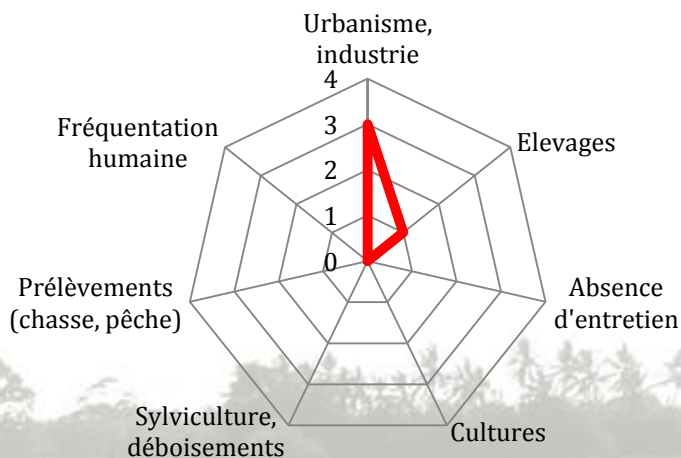 Urbanisme,
industrie
4
3
2
1
0
Elevages
Absence
d'entretien
Cultures
Sylviculture,
déboisements
Prélèvements
(chasse, pêche)
Fréquentation
humaine